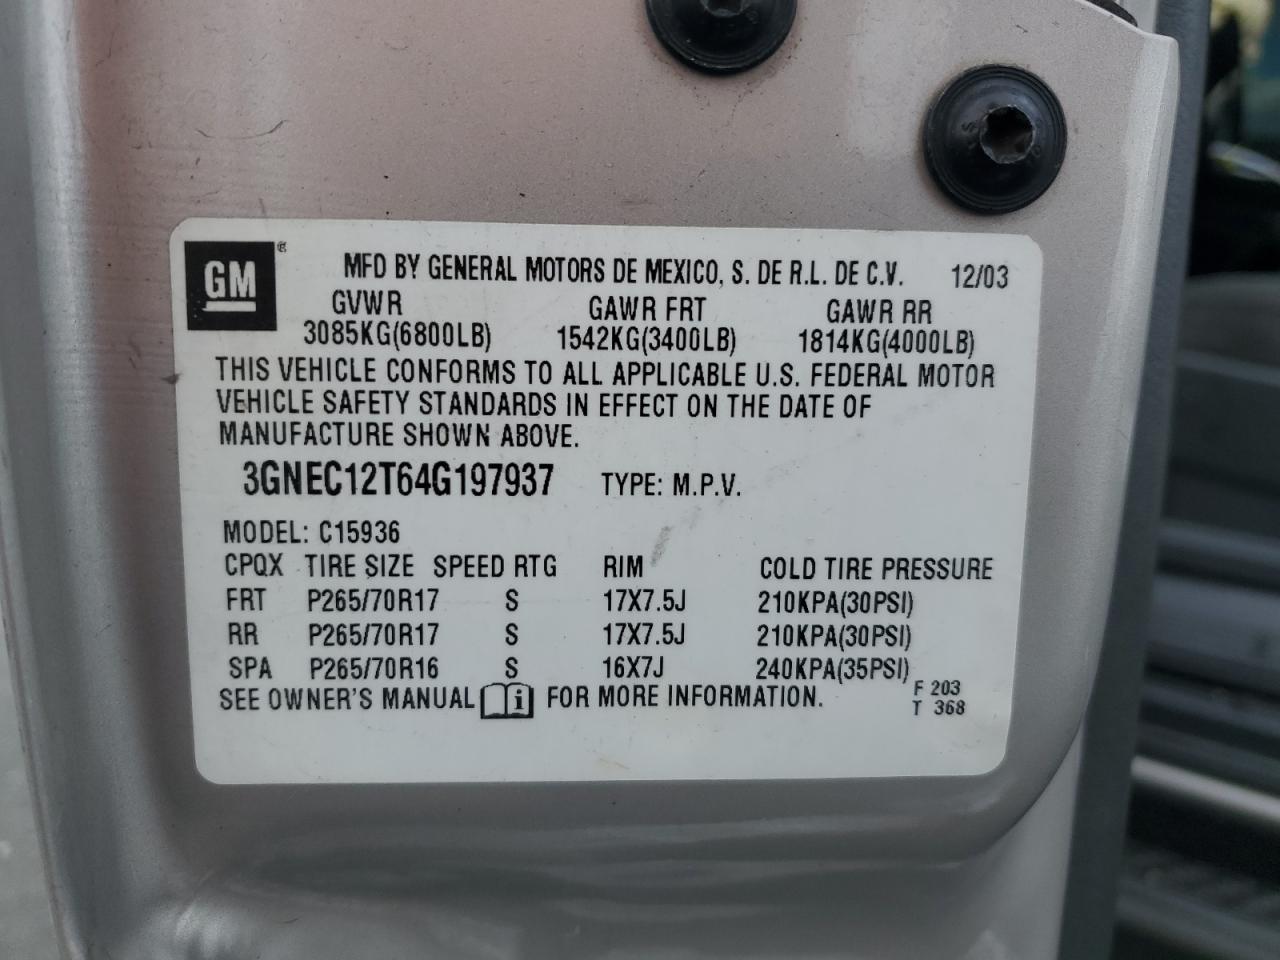 GM ®
MFD BY GENERAL MOTORS DE MEXICO, S. DE R.L. DE C.V. 12/03
GVWR GAWR FRT GAWR RR
3085KG(6800LB) 1542KG(3400LB) 1814KG(4000LB)
THIS VEHICLE CONFORMS TO ALL APPLICABLE U.S. FEDERAL MOTOR
VEHICLE SAFETY STANDARDS IN EFFECT ON THE DATE OF
MANUFACTURE SHOWN ABOVE.
3GNEC12T64G197937 TYPE: M.P.V.
MODEL: C15936
CPQX TIRE SIZE SPEED RTG RIM COLD TIRE PRESSURE
FRT P265/70R17 S 17X7.5J 210KPA(30PSI)
RR P265/70R17 S 17X7.5J 210KPA(30PSI)
SPA P265/70R16 S 16X7J 240KPA(35PSI)
SEE OWNER'S MANUAL i FOR MORE INFORMATION.
F 203
T 368